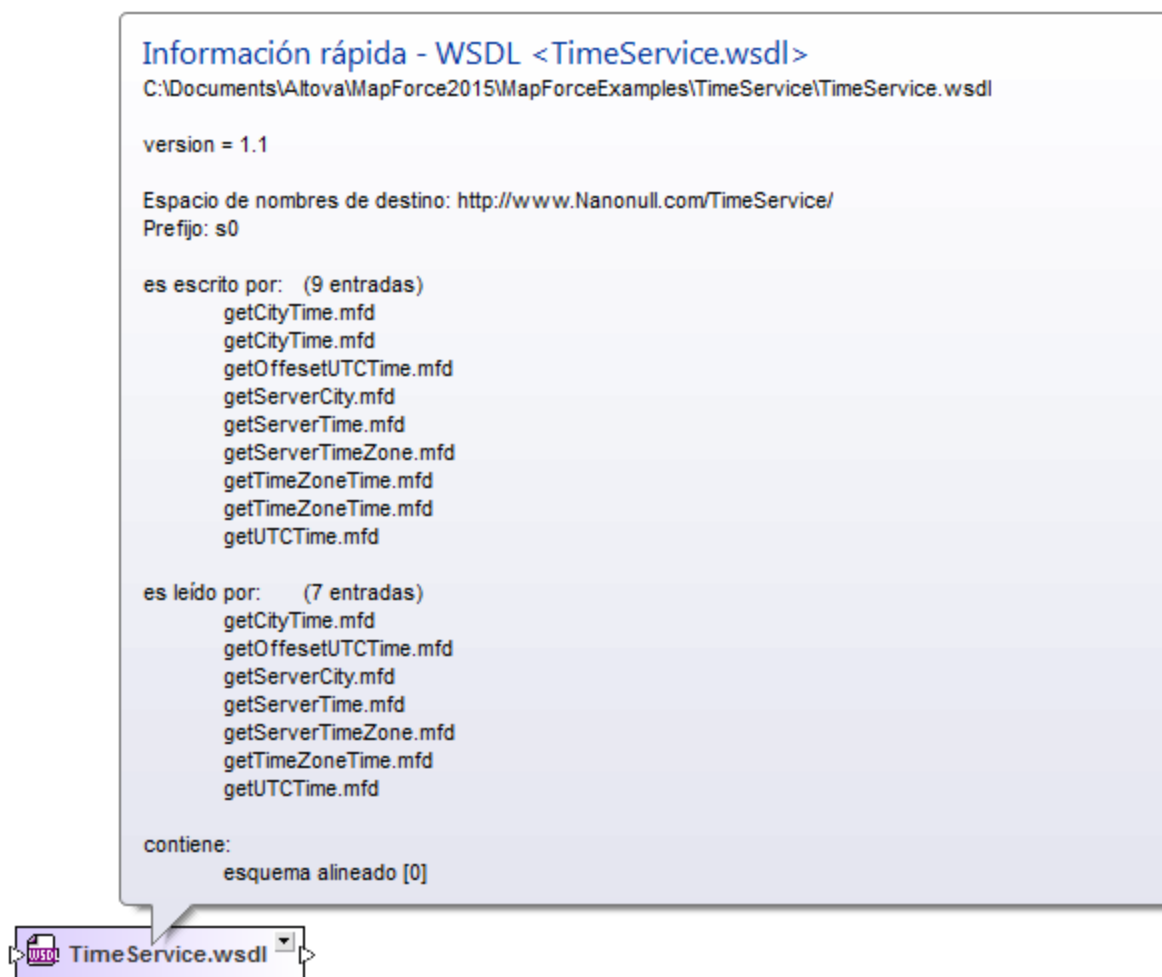 Información rápida - WSDL <TimeService.wsdl>
C:\Documents\Altova\MapForce2015\MapForceExamples\TimeService\TimeService.wsdl
version = 1.1
Espacio de nombres de destino: http://www.Nanonull.com/TimeService/
Prefijo: s0
es escrito por: (9 entradas)
getCityTime.mfd
getCityTime.mfd
getOffesetUTCTime.mfd
getServerCity.mfd
getServerTime.mfd
getServerTimeZone.mfd
getTimeZoneTime.mfd
getTimeZoneTime.mfd
getUTCTime.mfd
es leído por: (7 entradas)
getCityTime.mfd
getOffesetUTCTime.mfd
getServerCity.mfd
getServerTime.mfd
getServerTimeZone.mfd
getTimeZoneTime.mfd
getUTCTime.mfd
contiene:
esquema alineado [0]
WSDL TimeService.wsdl